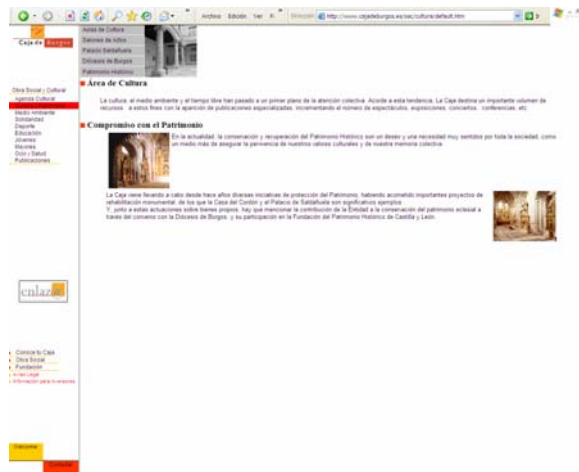 Archivo Edición Ver
Dirección http://www.cajadeburgos.es/osc/cultura/default.htm
Ir
Caja de Burgos
Aulas de Cultura
Salones de Actos
Palacio Saldañuela
Diócesis de Burgos
Patrimonio Histórico
Área de Cultura
La cultura, el medio ambiente y el tiempo libre han pasado a un primer plano de la atención colectiva. Acorde a esta tendencia, La Caja destina un importante volumen de
recursos a estos fines con la aparición de publicaciones especializadas, incrementando el número de espectáculos, exposiciones, conciertos, conferencias, etc.
Compromiso con el Patrimonio
En la actualidad, la conservación y recuperación del Patrimonio Histórico son un deseo y una necesidad muy sentidos por toda la sociedad, como
un medio más de asegurar la pervivencia de nuestros valores culturales y de nuestra memoria colectiva.
La Caja viene llevando a cabo desde hace años diversas iniciativas de protección del Patrimonio, habiendo acometido importantes proyectos de
rehabilitación monumental, de los que la Casa del Cordón y el Palacio de Saldañuela son significativos ejemplos.
Y, junto a estas actuaciones sobre bienes propios, hay que mencionar la contribución de la Entidad a la conservación del patrimonio eclesial a
través del convenio con la Diócesis de Burgos, y su participación en la Fundación del Patrimonio Histórico de Castilla y León.
Obra Social y Cultural
Agenda Cultural
Medio Ambiente
Solidaridad
Deporte
Educación
Jóvenes
Mayores
Ocio y Salud
Publicaciones
enlaz@
Conoce tu Caja
Obra Social
Fundación
Aviso Legal
Información para Inversores
Welcome
Contactar